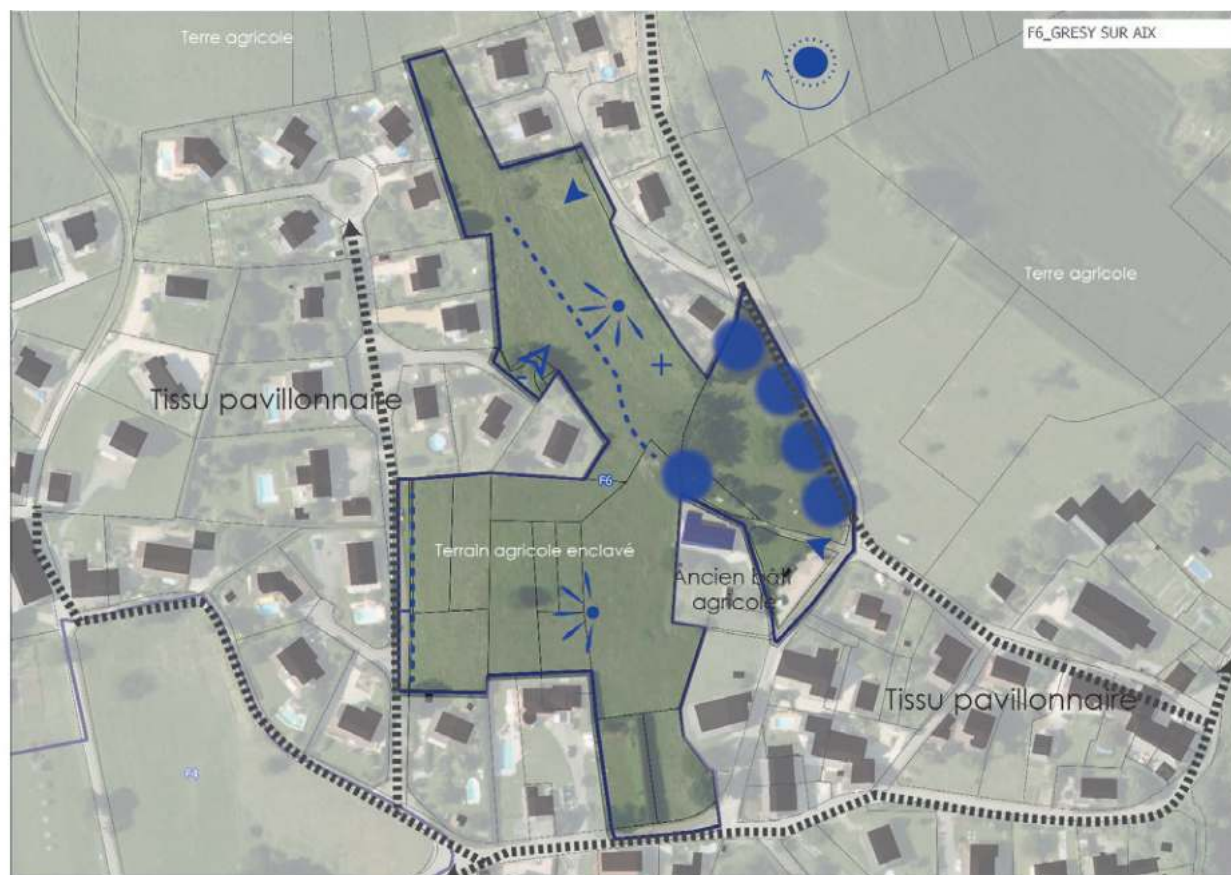 Terre agricole
F6_GRESY SUR AIX
Terre agricole
Tissu pavillonnaire
F6
Terrain agricole enclavé
Ancien bâti
agricole
Tissu pavillonnaire
F4